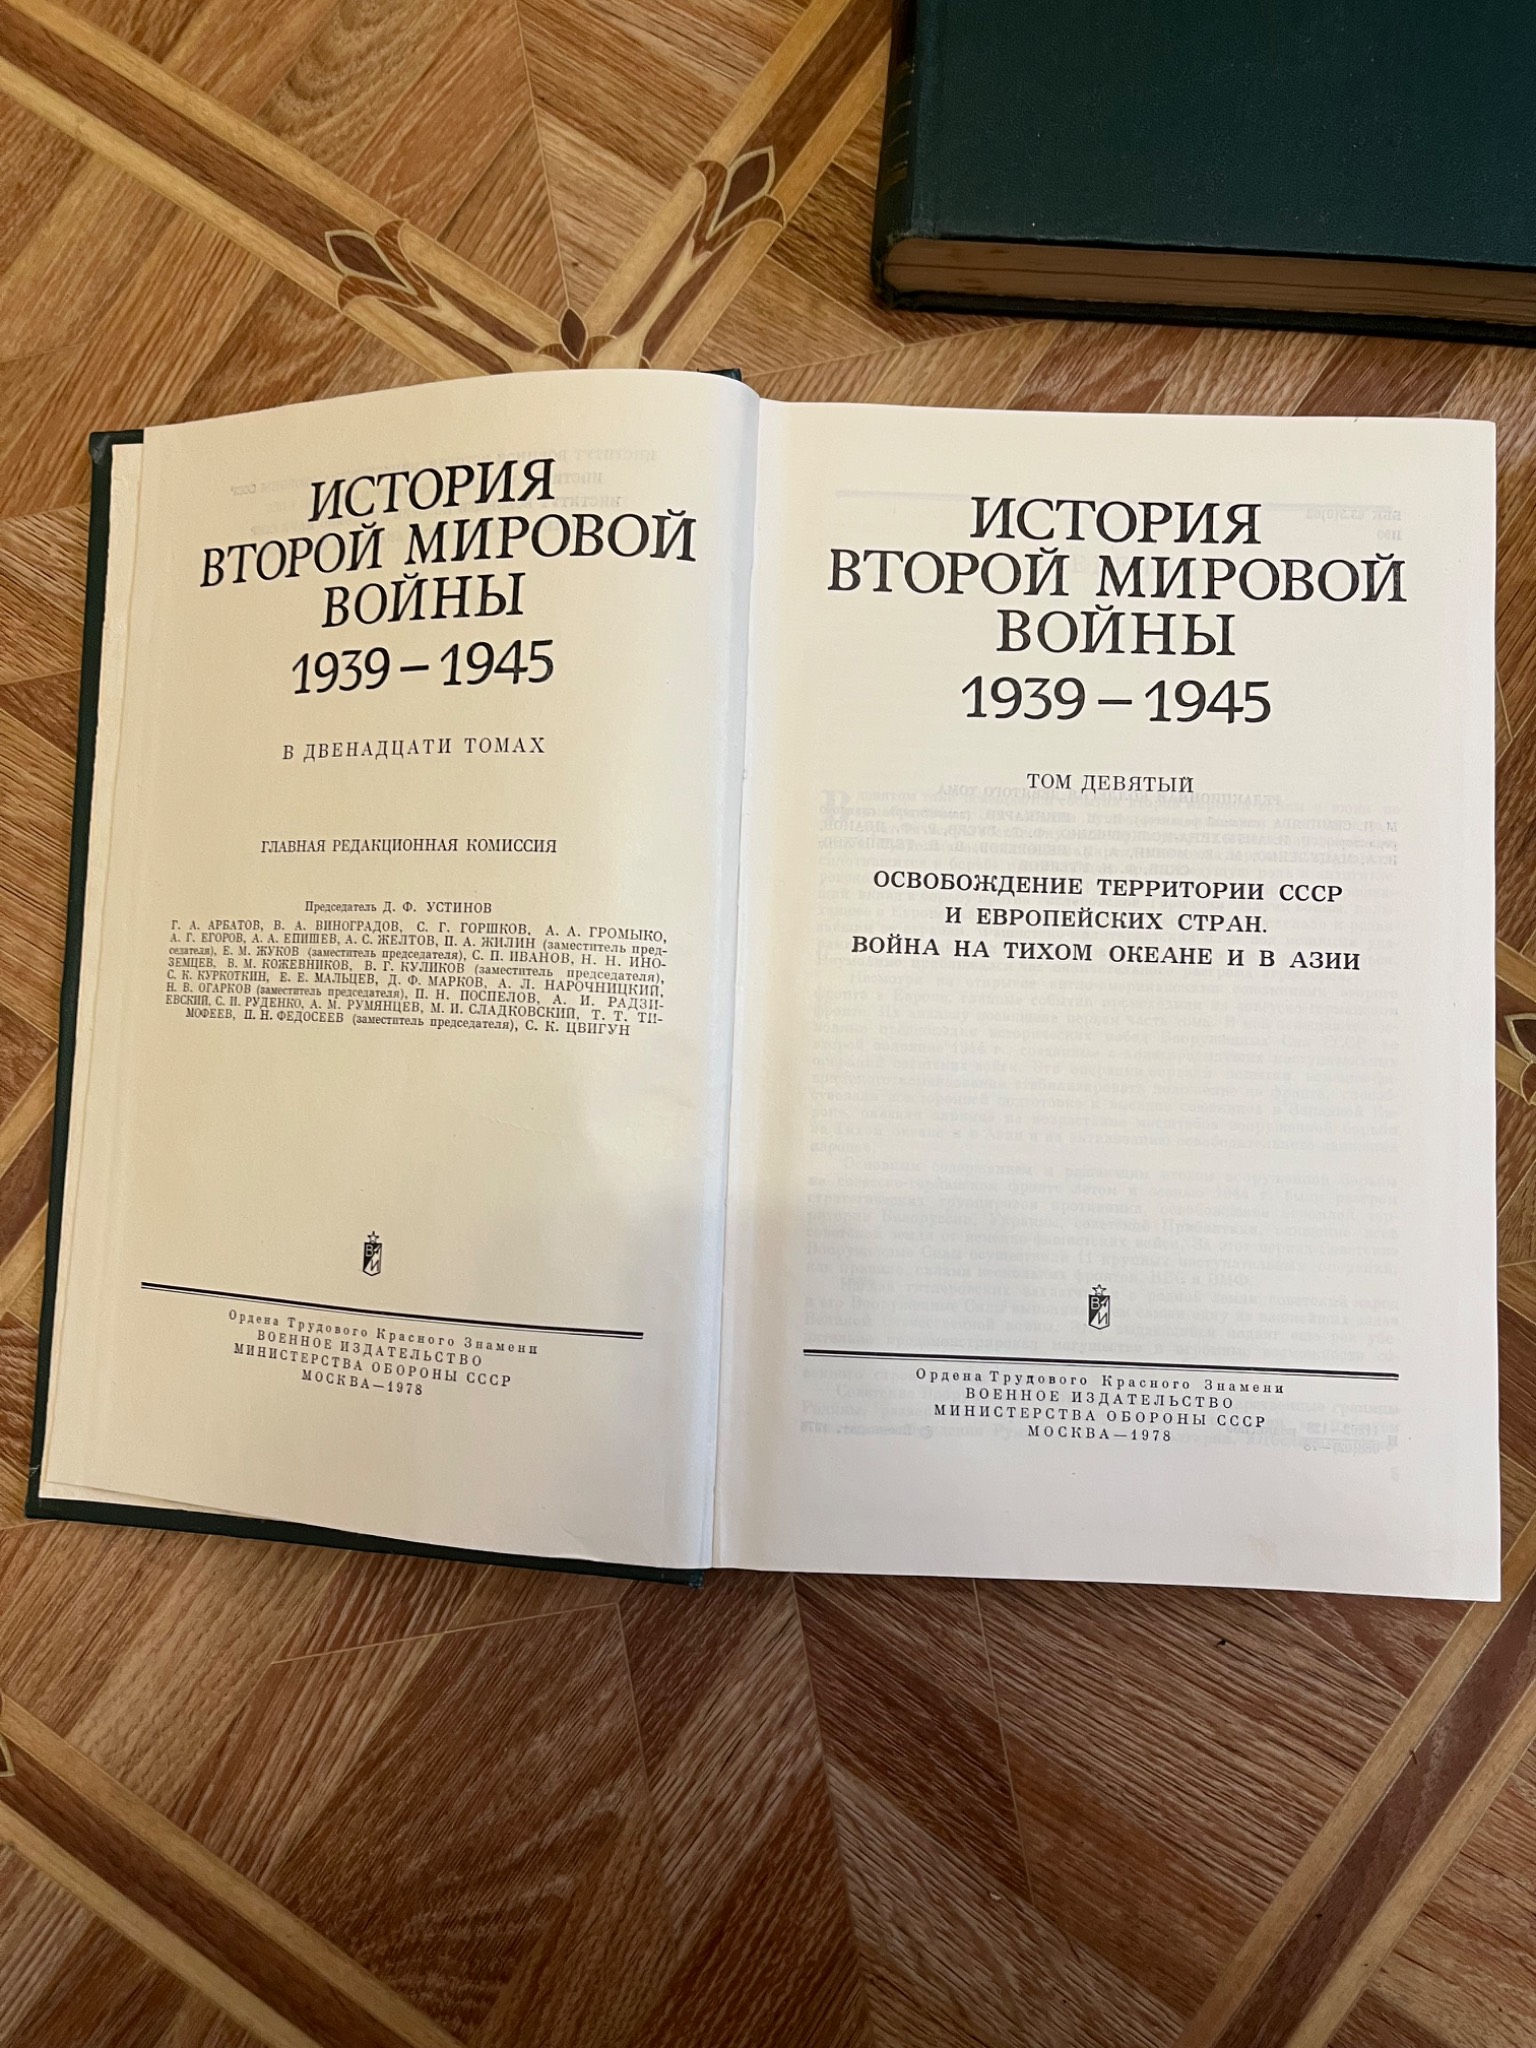 ИСТОРИЯ
ВТОРОЙ МИРОВОЙ
ВОЙНЫ
1939–1945
В ДВЕНАДЦАТИ ТОМАХ
ГЛАВНАЯ РЕДАКЦИОННАЯ КОМИССИЯ
Председатель Д. Ф. УСТИНОВ
Г. А. АРБАТОВ, В. А. ВИНОГРАДОВ, С. Г. ГОРШКОВ, А. А. ГРОМЫКО,
А. Г. ЕГОРОВ, А. А. ЕПИШЕВ, А. С. ЖЕЛТОВ, П. А. ЖИЛИН (заместитель пред-
седателя), Е. М. ЖУКОВ (заместитель председателя), С. П. ИВАНОВ, Н. Н. ИНО-
ЗЕМЦЕВ, В. М. КОЖЕВНИКОВ, В. Г. КУЛИКОВ (заместитель председателя),
С. К. КУРКОТКИН, Е. Е. МАЛЬЦЕВ, Д. Ф. МАРКОВ, А. Л. НАРОЧНИЦКИЙ,
Н. В. ОГАРКОВ (заместитель председателя), П. Н. ПОСПЕЛОВ, А. И. РАДЗИ-
ЕВСКИЙ, С. И. РУДЕНКО, А. М. РУМЯНЦЕВ, М. И. СЛАДКОВСКИЙ, Т. Т. ТИ-
МОФЕЕВ, П. Н. ФЕДОСЕЕВ (заместитель председателя), С. К. ЦВИГУН
ВИ
Ордена Трудового Красного Знамени
ВОЕННОЕ ИЗДАТЕЛЬСТВО
МИНИСТЕРСТВА ОБОРОНЫ СССР
МОСКВА—1978
ИСТОРИЯ
ВТОРОЙ МИРОВОЙ
ВОЙНЫ
1939–1945
ТОМ ДЕВЯТЫЙ
ОСВОБОЖДЕНИЕ ТЕРРИТОРИИ СССР
И ЕВРОПЕЙСКИХ СТРАН.
ВОЙНА НА ТИХОМ ОКЕАНЕ И В АЗИИ
ВИ
Ордена Трудового Красного Знамени
ВОЕННОЕ ИЗДАТЕЛЬСТВО
МИНИСТЕРСТВА ОБОРОНЫ СССР
МОСКВА—1978